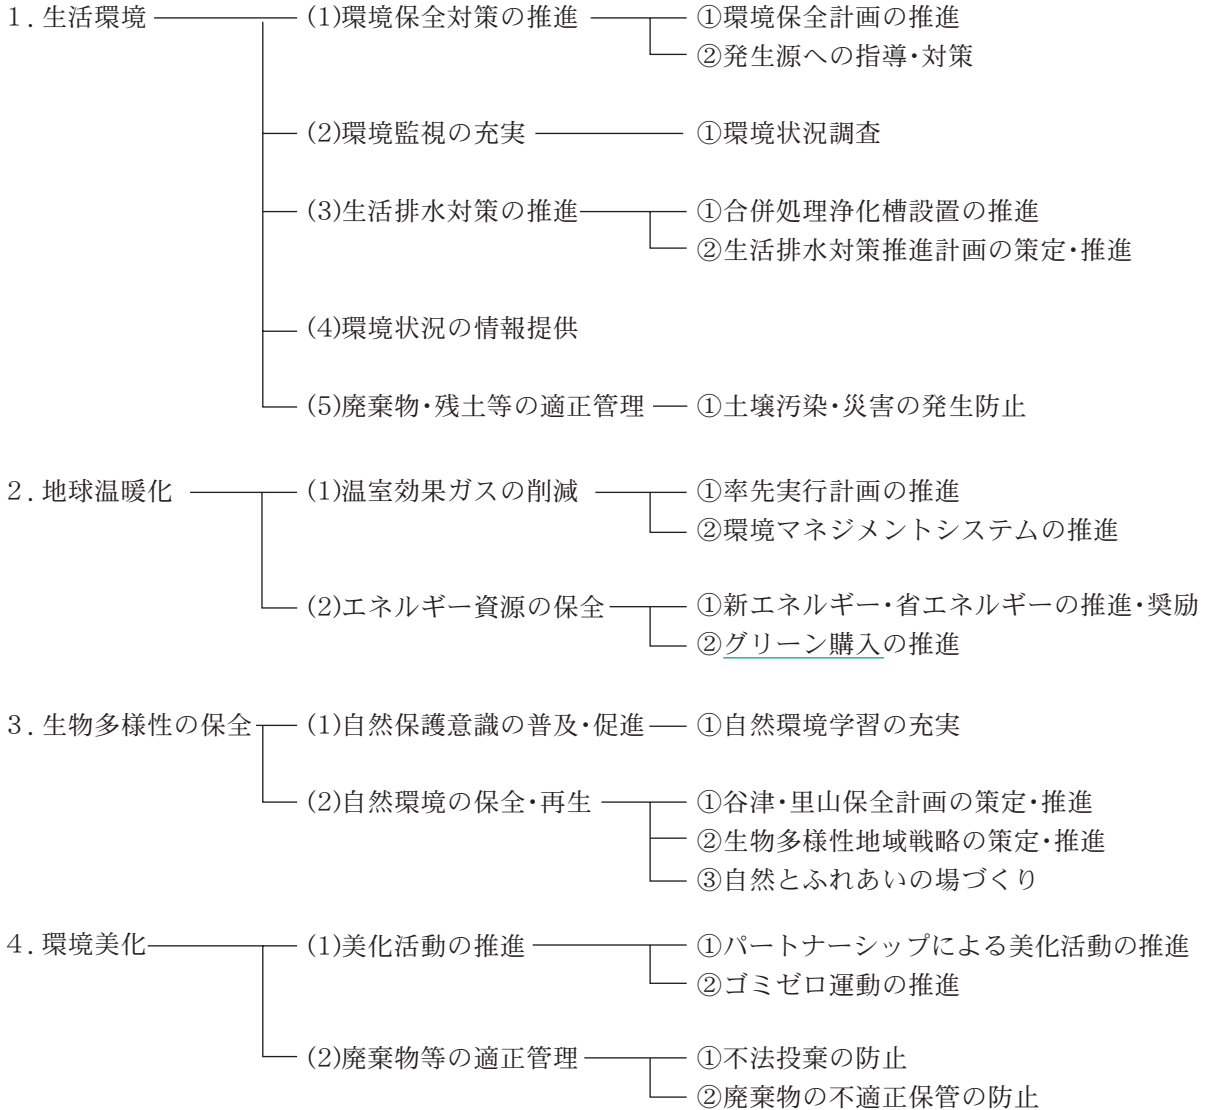 1. 生活環境 (1)環境保全対策の推進 ①環境保全計画の推進
②発生源への指導・対策
(2)環境監視の充実 ①環境状況調査
(3)生活排水対策の推進 ①合併処理浄化槽設置の推進
②生活排水対策推進計画の策定・推進
(4)環境状況の情報提供
(5)廃棄物・残土等の適正管理 ①土壌汚染・災害の発生防止
2. 地球温暖化 (1)温室効果ガスの削減 ①率先実行計画の推進
②環境マネジメントシステムの推進
(2)エネルギー資源の保全 ①新エネルギー・省エネルギーの推進・奨励
②グリーン購入の推進
3. 生物多様性の保全 (1)自然保護意識の普及・促進 ①自然環境学習の充実
(2)自然環境の保全・再生 ①谷津・里山保全計画の策定・推進
②生物多様性地域戦略の策定・推進
③自然とふれあいの場づくり
4. 環境美化 (1)美化活動の推進 ①パートナーシップによる美化活動の推進
②ゴミゼロ運動の推進
(2)廃棄物等の適正管理 ①不法投棄の防止
②廃棄物の不適正保管の防止